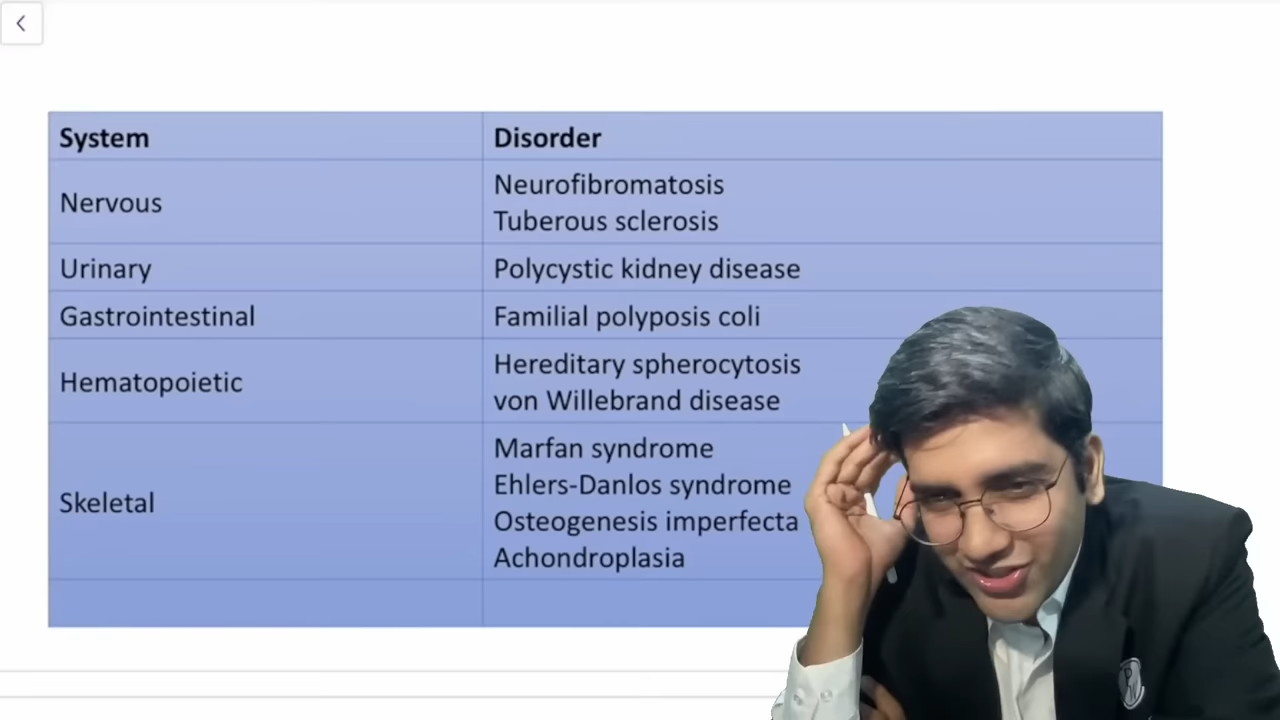 System
Disorder
Nervous
Neurofibromatosis
Tuberous sclerosis
Urinary
Polycystic kidney disease
Gastrointestinal
Familial polyposis coli
Hematopoietic
Hereditary spherocytosis
von Willebrand disease
Skeletal
Marfan syndrome
Ehlers-Danlos syndrome
Osteogenesis imperfecta
Achondroplasia